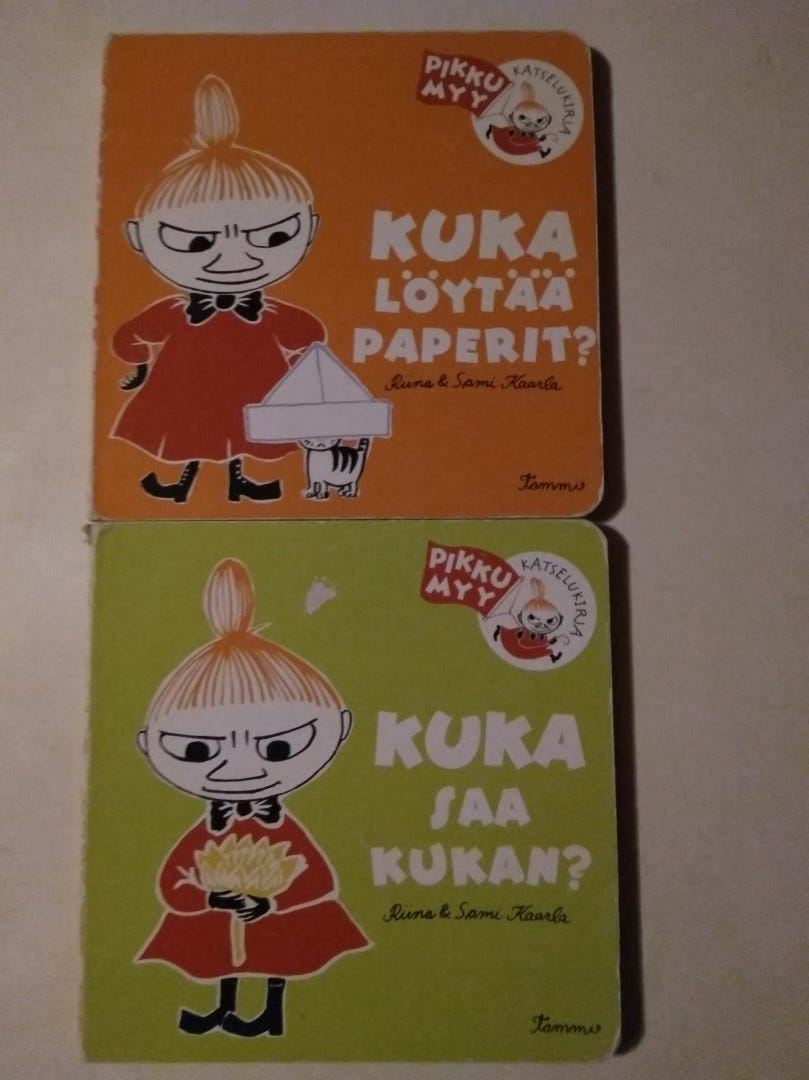 PIKKU
MYY
KATSELUKIRJA
KUKA
LÖYTÄÄ
PAPERIT?
Riina & Sami Kaarla
Tammi
PIKKU
MYY
KATSELUKIRJA
KUKA
SAA
KUKAN?
Riina & Sami Kaarla
Tammi